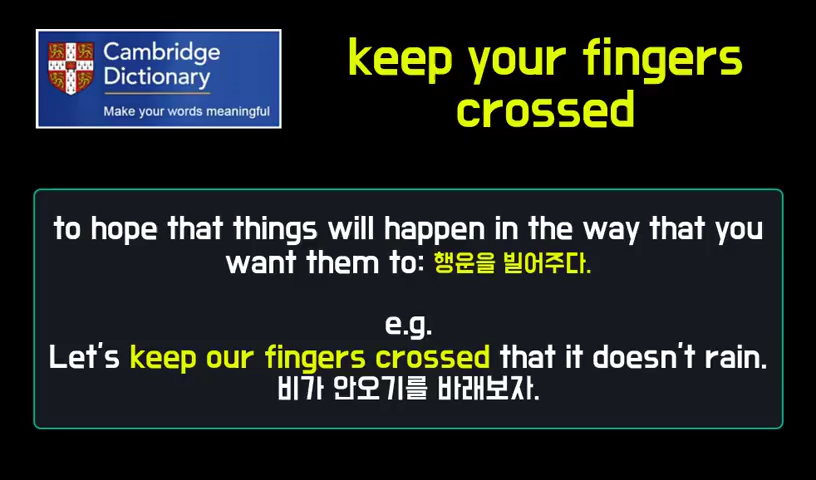 Cambridge
Dictionary
Make your words meaningful
keep your fingers
crossed
to hope that things will happen in the way that you
want them to: 행운을 빌어주다.
e.g.
Let's keep our fingers crossed that it doesn't rain.
비가 안오기를 바래보자.